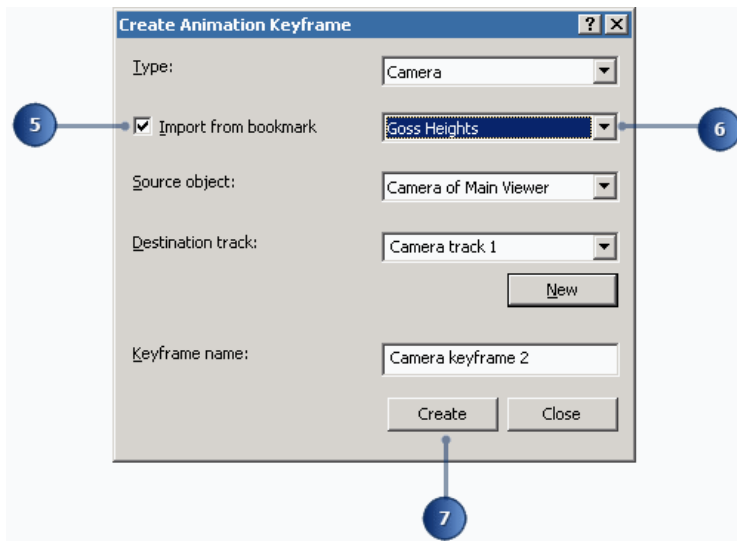 Create Animation Keyframe
Type: Camera
5 Import from bookmark Goss Heights 6
Source object: Camera of Main Viewer
Destination track: Camera track 1
New
Keyframe name: Camera keyframe 2
Create Close
7